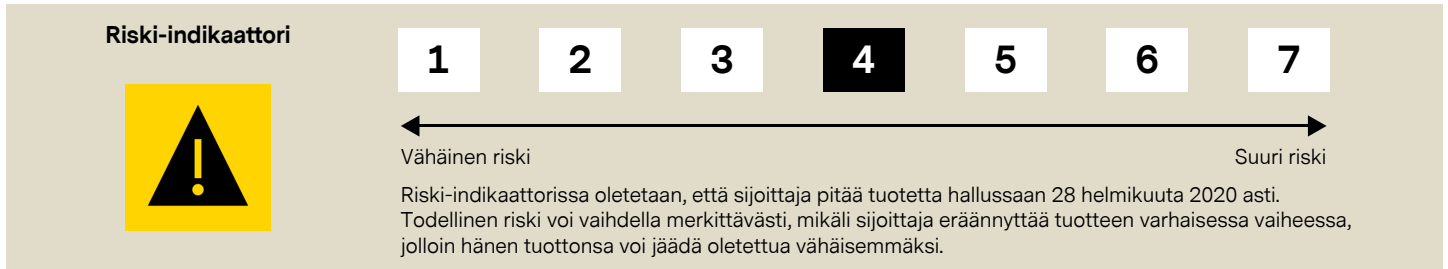 Riski-indikaattori
1 2 3 4 5 6 7
Vähäinen riski Suuri riski
Riski-indikaattorissa oletetaan, että sijoittaja pitää tuotetta hallussaan 28 helmikuuta 2020 asti.
Todellinen riski voi vaihdella merkittävästi, mikäli sijoittaja eräännyttää tuotteen varhaisessa vaiheessa,
jolloin hänen tuottonsa voi jäädä oletettua vähäisemmäksi.